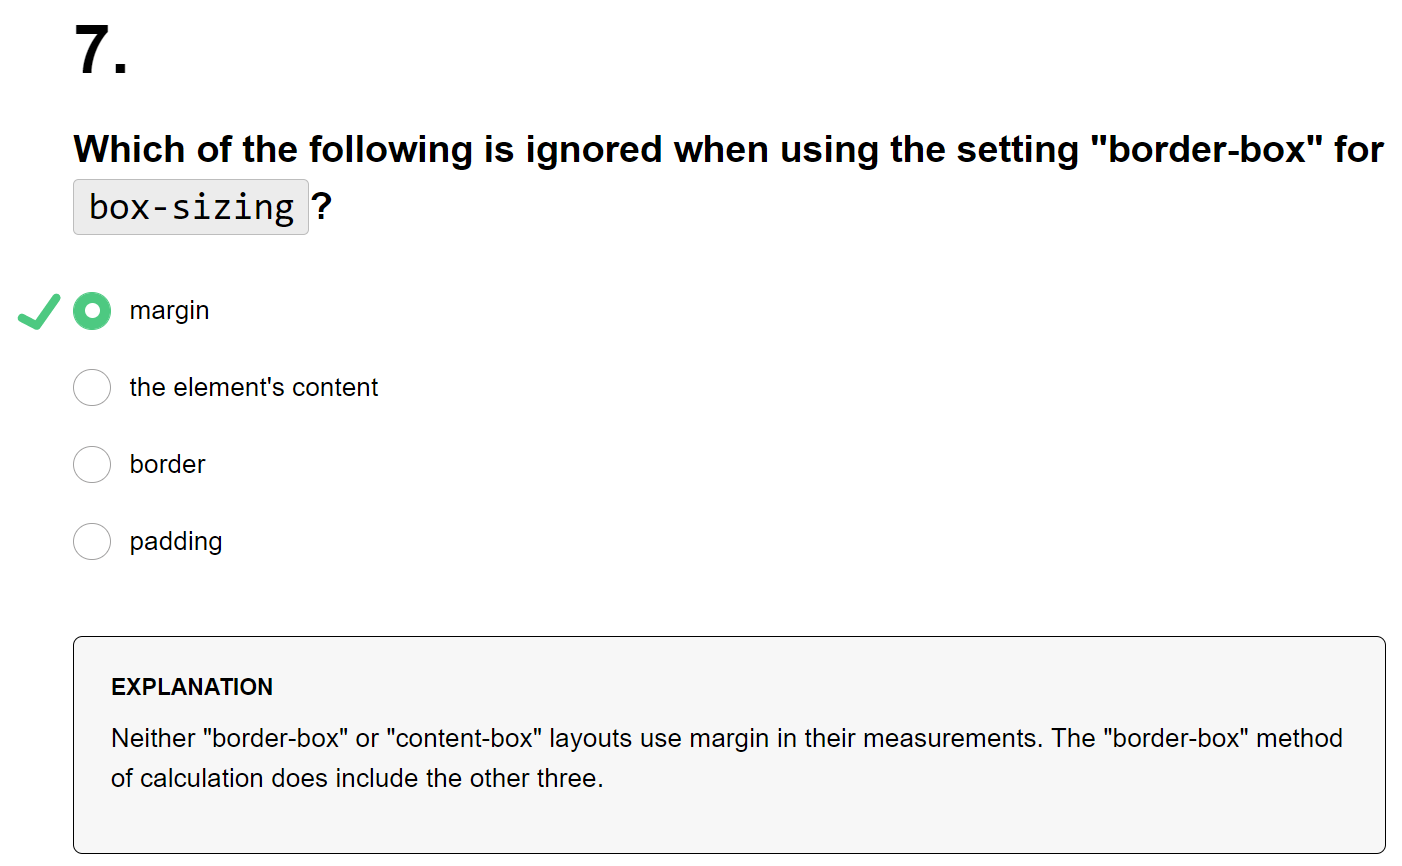 7.
Which of the following is ignored when using the setting "border-box" for
box-sizing ?
margin
the element's content
border
padding
EXPLANATION
Neither "border-box" or "content-box" layouts use margin in their measurements. The "border-box" method
of calculation does include the other three.